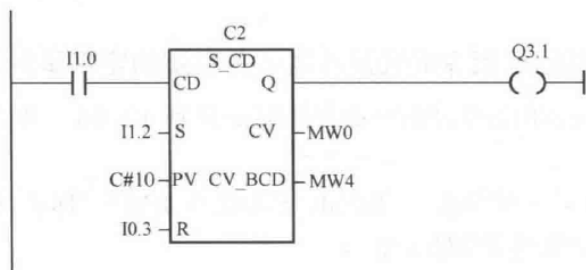 C2
I1.0 S_CD Q3.1
CD Q
I1.2 S CV MW0
C#10 PV CV_BCD MW4
I0.3 R